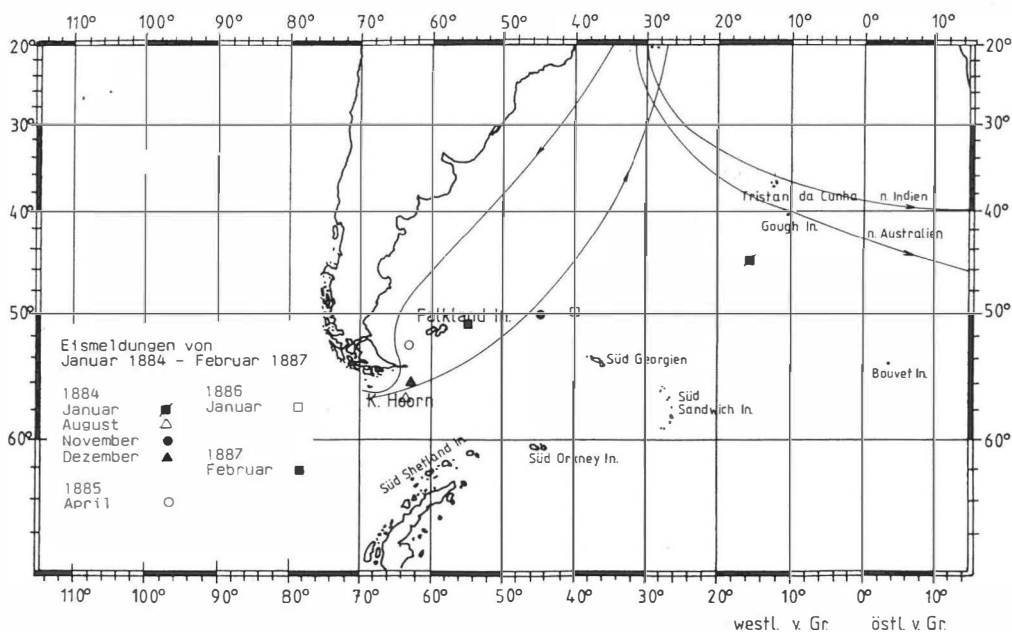 110° 100° 90° 80° 70° 60° 50° 40° 30° 20° 10° 0° 10°
20° 20°
30° 30°
Tristan da Cunha n. Indien
40° 40°
Gough In. n. Australien
50° Falkland In. 50°
Eismeldungen von
Januar 1884 - Februar 1887
Süd Georgien
Bouvet In.
1884 1886
Januar Januar
K. Hoorn
Süd
Sandwich In.
August
November
60° 60°
Dezember 1887
Februar
Süd Shetland In.
Süd Orkney In.
1885
April
110° 100° 90° 80° 70° 60° 50° 40° 30° 20° 10° 0° 10°
westl. v. Gr. östl. v. Gr.